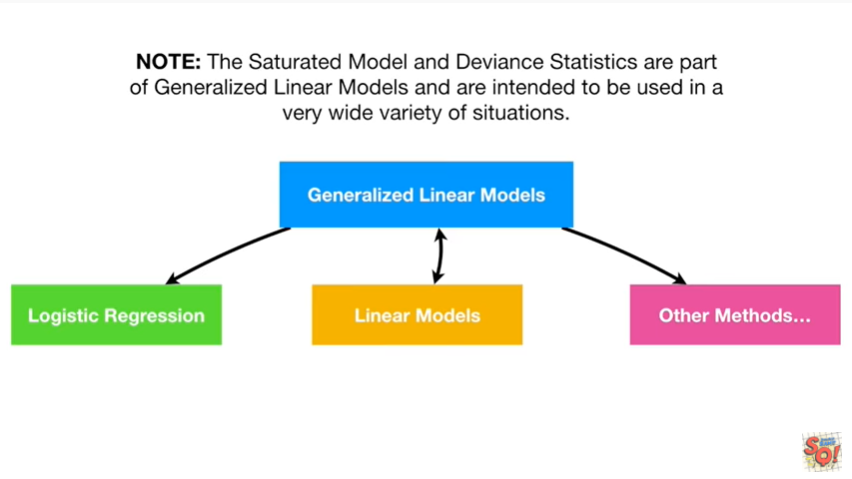 NOTE: The Saturated Model and Deviance Statistics are part
of Generalized Linear Models and are intended to be used in a
very wide variety of situations.
Generalized Linear Models
Logistic Regression
Linear Models
Other Methods...
SQ!